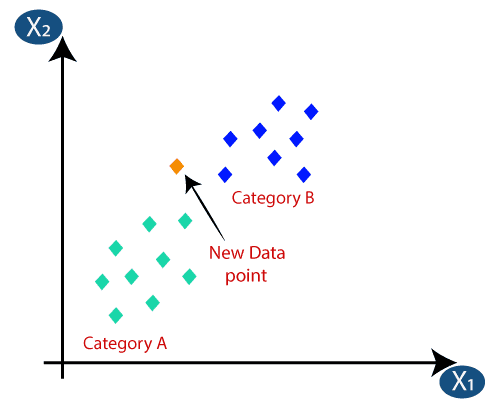 X₂
Category B
New Data
point
Category A
X₁